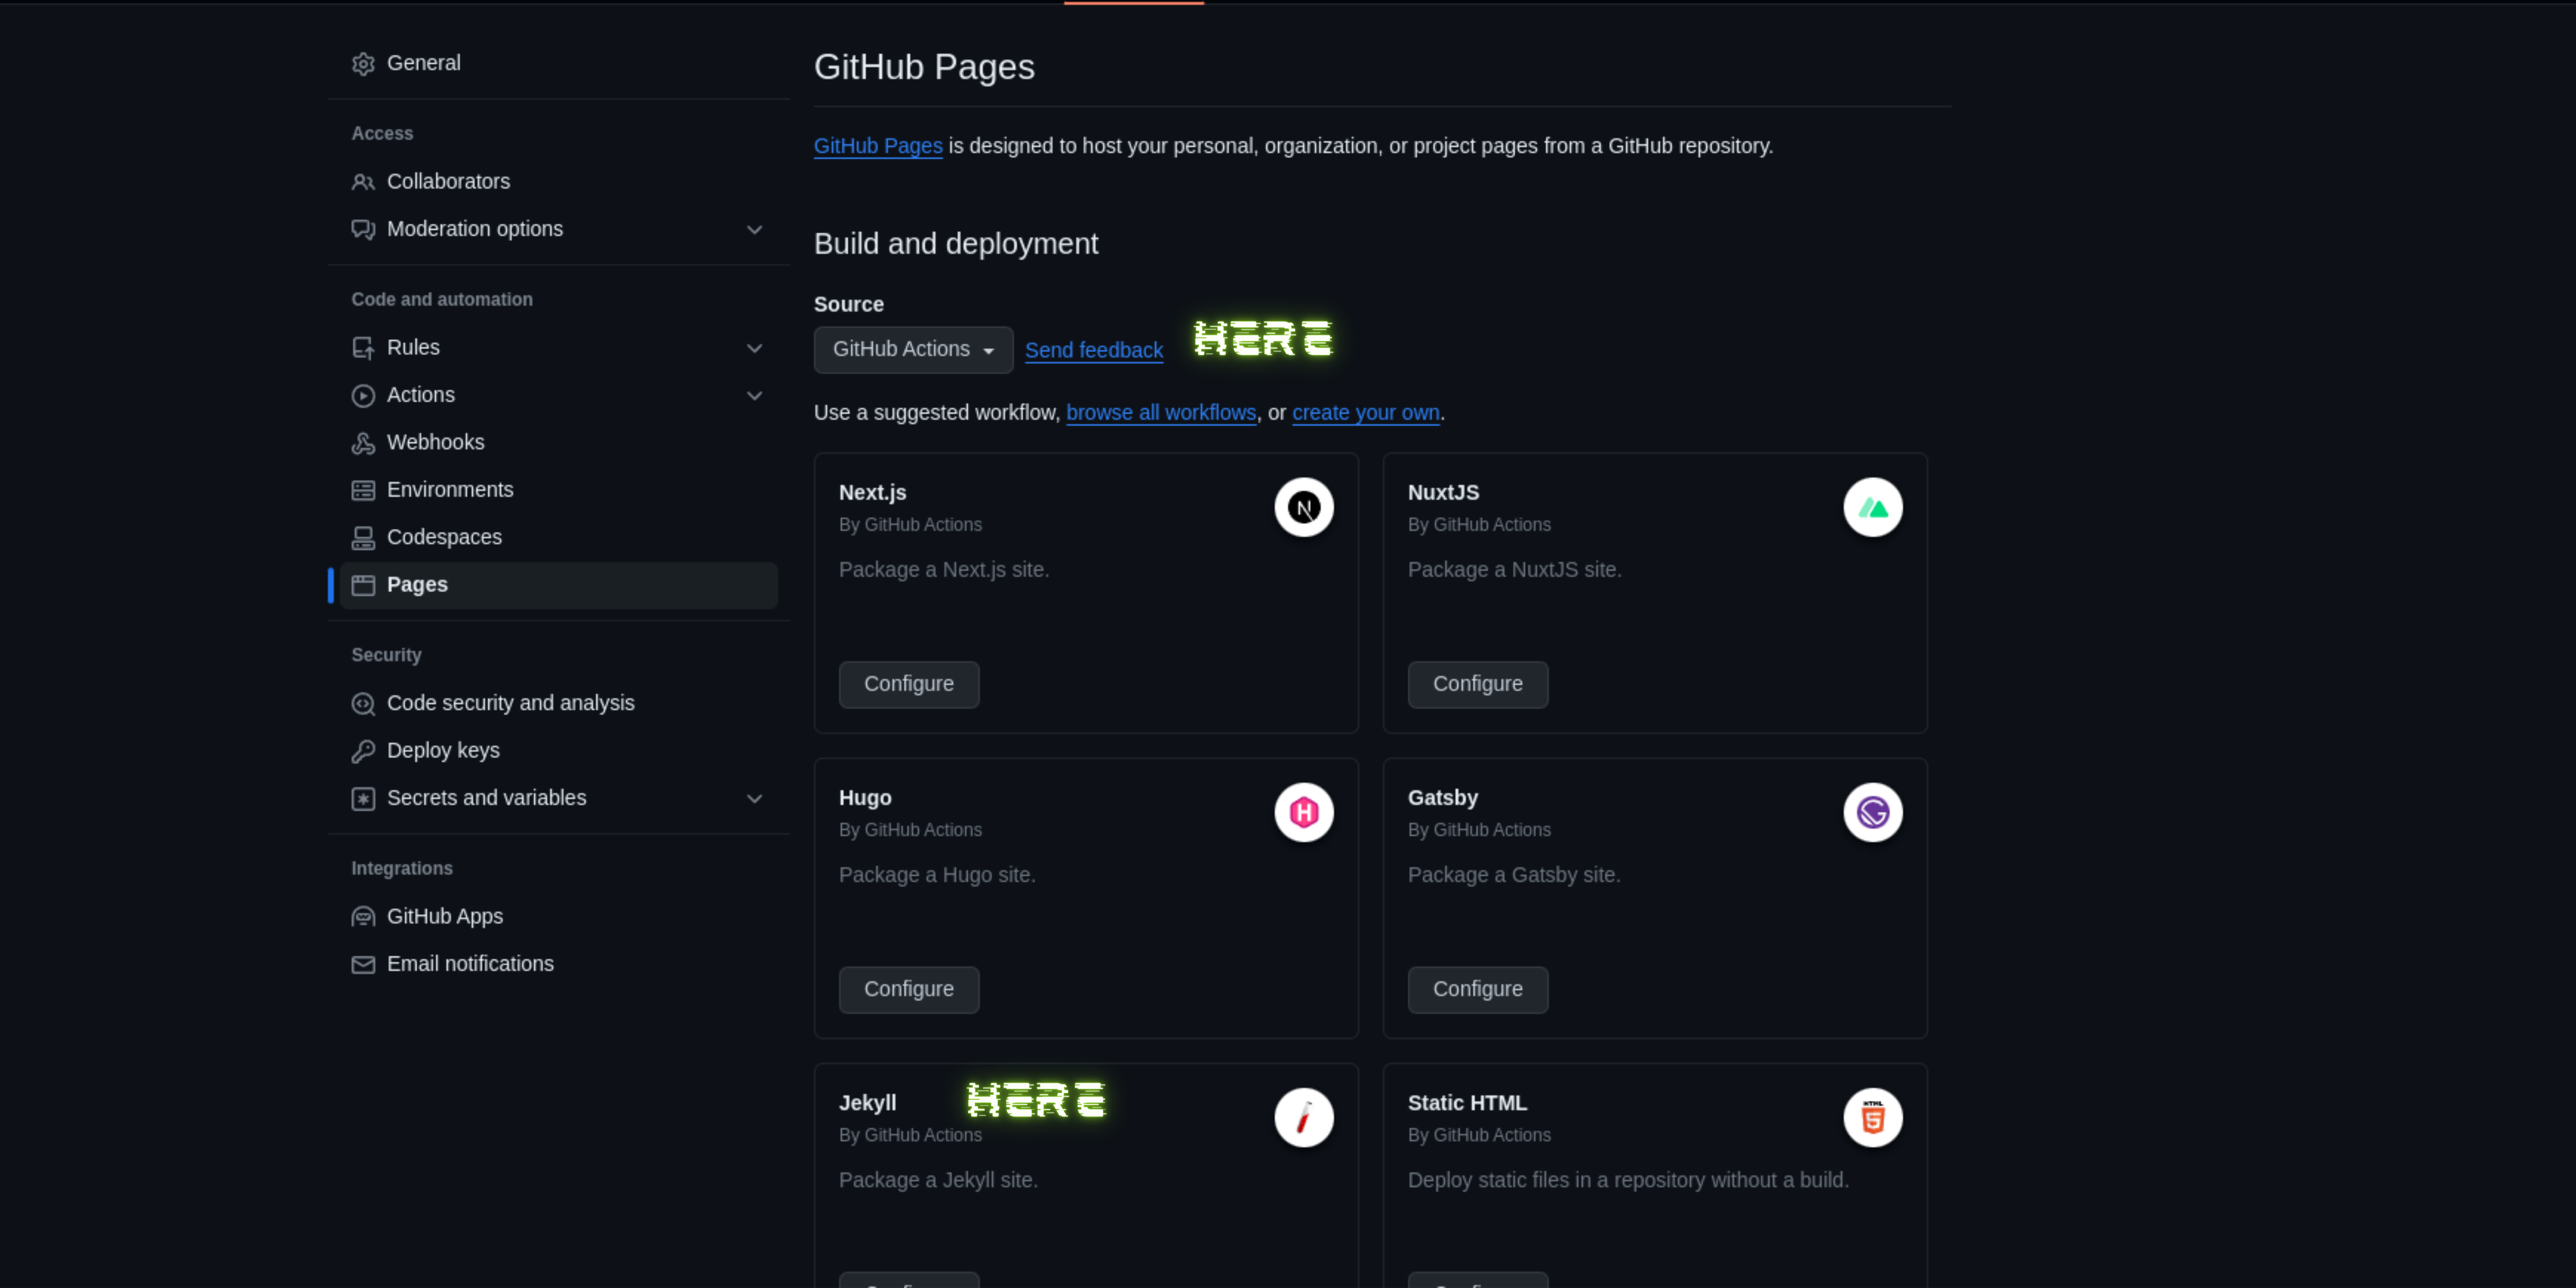 General
Access
Collaborators
Moderation options
Code and automation
Rules
Actions
Webhooks
Environments
Codespaces
Pages
Security
Code security and analysis
Deploy keys
Secrets and variables
Integrations
GitHub Apps
Email notifications
GitHub Pages
GitHub Pages is designed to host your personal, organization, or project pages from a GitHub repository.
Build and deployment
Source
GitHub Actions Send feedback HERE
Use a suggested workflow, browse all workflows, or create your own.
Next.js
By GitHub Actions
Package a Next.js site.
Configure
NuxtJS
By GitHub Actions
Package a NuxtJS site.
Configure
Hugo
By GitHub Actions
Package a Hugo site.
Configure
Gatsby
By GitHub Actions
Package a Gatsby site.
Configure
Jekyll HERE
By GitHub Actions
Package a Jekyll site.
Static HTML
By GitHub Actions
Deploy static files in a repository without a build.